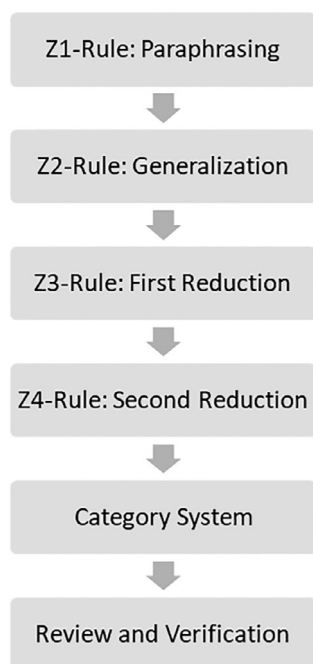 Z1-Rule: Paraphrasing
Z2-Rule: Generalization
Z3-Rule: First Reduction
Z4-Rule: Second Reduction
Category System
Review and Verification